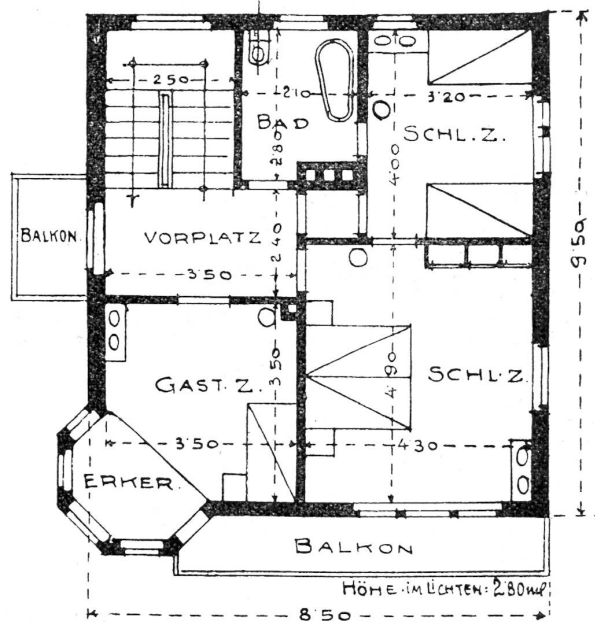 2.50
2.10
BAD
2.80
3.20
SCHL.Z.
4.00
BALKON
VORPLATZ
2.40
3.50
9.50
GAST.Z.
3.50
4.90
SCHL.Z.
3.50
4.30
ERKER.
BALKON
HÖHE IM LICHTEN: 2.80 m
8.50